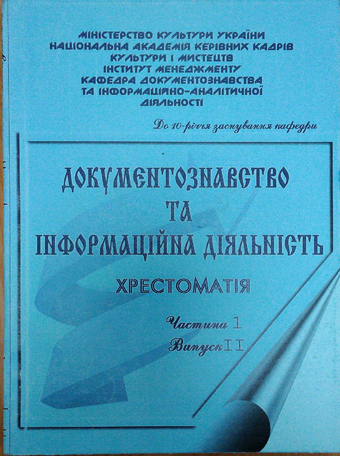 МІНІСТЕРСТВО КУЛЬТУРИ УКРАЇНИ
НАЦІОНАЛЬНА АКАДЕМІЯ КЕРІВНИХ КАДРІВ
КУЛЬТУРИ І МИСТЕЦТВ
ІНСТИТУТ МЕНЕДЖМЕНТУ
КАФЕДРА ДОКУМЕНТОЗНАВСТВА
ТА ІНФОРМАЦІЙНО-АНАЛІТИЧНОЇ
ДІЯЛЬНОСТІ
До 10-річчя заснування кафедри
ДОКУМЕНТОЗНАВСТВО
ТА
ІНФОРМАЦІЙНА ДІЯЛЬНІСТЬ
ХРЕСТОМАТІЯ
Частина 1
Випуск II